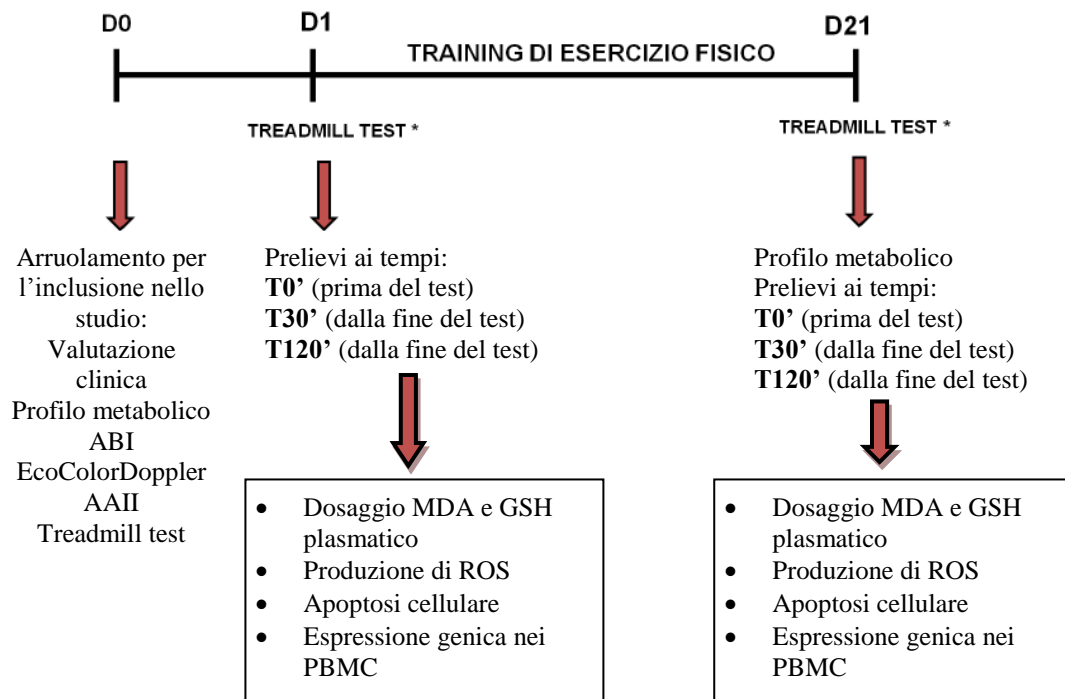 D0
D1
D21
TRAINING DI ESERCIZIO FISICO
TREADMILL TEST *
TREADMILL TEST *
Arruolamento per
l’inclusione nello
studio:
Valutazione
clinica
Profilo metabolico
ABI
EcoColorDoppler
AAII
Treadmill test
Prelievi ai tempi:
T0’ (prima del test)
T30’ (dalla fine del test)
T120’ (dalla fine del test)
• Dosaggio MDA e GSH
plasmatico
• Produzione di ROS
• Apoptosi cellulare
• Espressione genica nei
PBMC
Profilo metabolico
Prelievi ai tempi:
T0’ (prima del test)
T30’ (dalla fine del test)
T120’ (dalla fine del test)
• Dosaggio MDA e GSH
plasmatico
• Produzione di ROS
• Apoptosi cellulare
• Espressione genica nei
PBMC